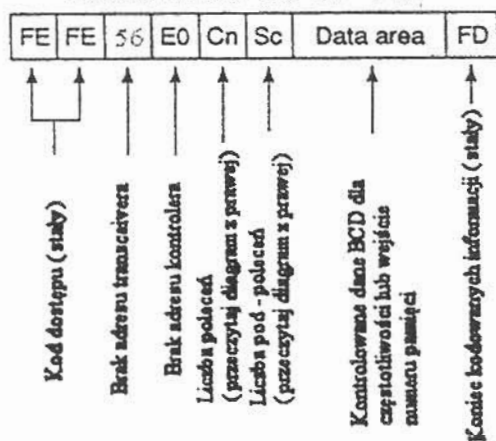 FE FE 56 E0 Cn Sc Data area FD
Kod dostępu ( stały)
Brak adresu transceivera
Brak adresu kontrolera
Liczba poleceń
( przeczytaj diagram z prawej)
Liczba pod - poleceń
( przeczytaj diagram z prawej)
Kontrolowane dane BCD dla
częstotliwości lub wejście
numeru pamięci
Koniec kodowanych informacji ( stały)